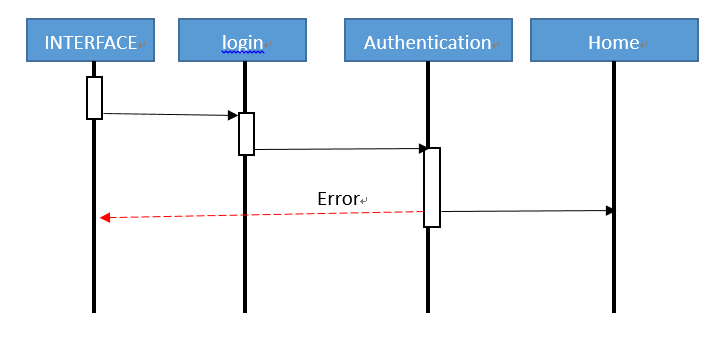 INTERFACE
login
Authentication
Home
Error